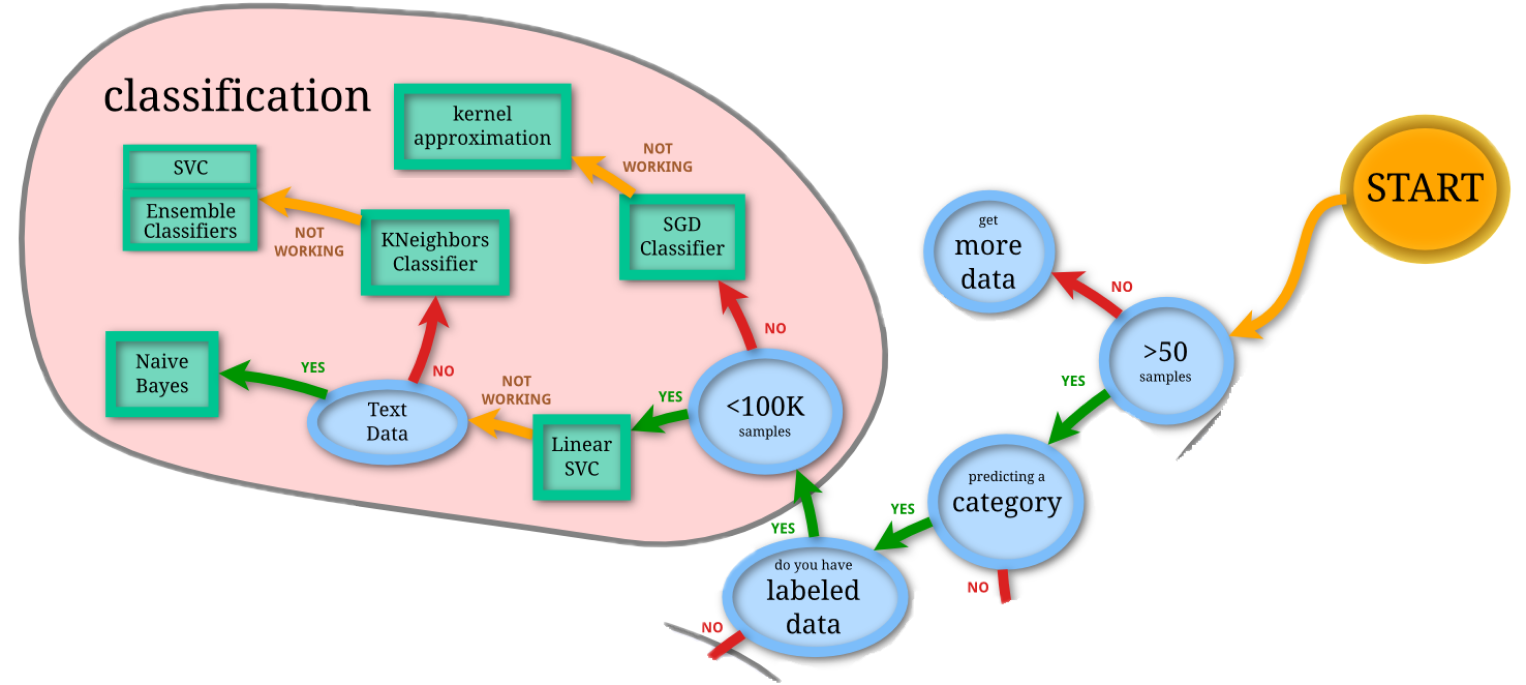 classification
kernel
approximation
NOT
WORKING
SVC
Ensemble
Classifiers
NOT
WORKING
KNeighbors
Classifier
SGD
Classifier
START
get
more
data
NO
>50
samples
NO
YES
Naive
Bayes
YES
NO
Text
Data
NOT
WORKING
Linear
SVC
YES
<100K
samples
predicting a
category
YES
NO
YES
do you have
labeled
data
NO